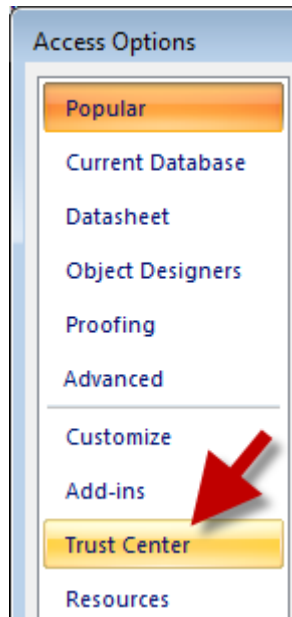 Access Options
Popular
Current Database
Datasheet
Object Designers
Proofing
Advanced
Customize
Add-ins
Trust Center
Resources